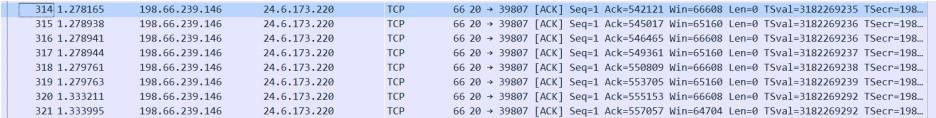 314 1.278165 198.66.239.146 24.6.173.220 TCP 66 20 → 39807 [ACK] Seq=1 Ack=542121 Win=66608 Len=0 TSval=3182269235 TSecr=198…
315 1.278938 198.66.239.146 24.6.173.220 TCP 66 20 → 39807 [ACK] Seq=1 Ack=545017 Win=65160 Len=0 TSval=3182269236 TSecr=198…
316 1.278941 198.66.239.146 24.6.173.220 TCP 66 20 → 39807 [ACK] Seq=1 Ack=546465 Win=66608 Len=0 TSval=3182269236 TSecr=198…
317 1.278944 198.66.239.146 24.6.173.220 TCP 66 20 → 39807 [ACK] Seq=1 Ack=549361 Win=65160 Len=0 TSval=3182269237 TSecr=198…
318 1.279761 198.66.239.146 24.6.173.220 TCP 66 20 → 39807 [ACK] Seq=1 Ack=550809 Win=66608 Len=0 TSval=3182269238 TSecr=198…
319 1.279763 198.66.239.146 24.6.173.220 TCP 66 20 → 39807 [ACK] Seq=1 Ack=553705 Win=65160 Len=0 TSval=3182269239 TSecr=198…
320 1.333211 198.66.239.146 24.6.173.220 TCP 66 20 → 39807 [ACK] Seq=1 Ack=555153 Win=66608 Len=0 TSval=3182269292 TSecr=198…
321 1.333995 198.66.239.146 24.6.173.220 TCP 66 20 → 39807 [ACK] Seq=1 Ack=557057 Win=64704 Len=0 TSval=3182269292 TSecr=198…